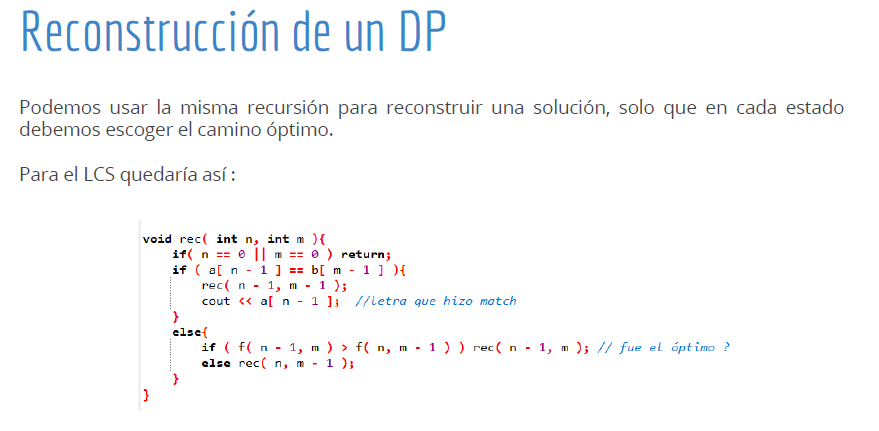 Reconstrucción de un DP
Podemos usar la misma recursión para reconstruir una solución, solo que en cada estado
debemos escoger el camino óptimo.
Para el LCS quedaría así :
void rec( int n, int m ){
if( n == 0 || m == 0 ) return;
if ( a[ n - 1 ] == b[ m - 1 ] ){
rec( n - 1, m - 1 );
cout << a[ n - 1 ]; //letra que hizo match
}
else{
if ( f( n - 1, m ) > f( n, m - 1 ) ) rec( n - 1, m ); // fue el óptimo ?
else rec( n, m - 1 );
}
}